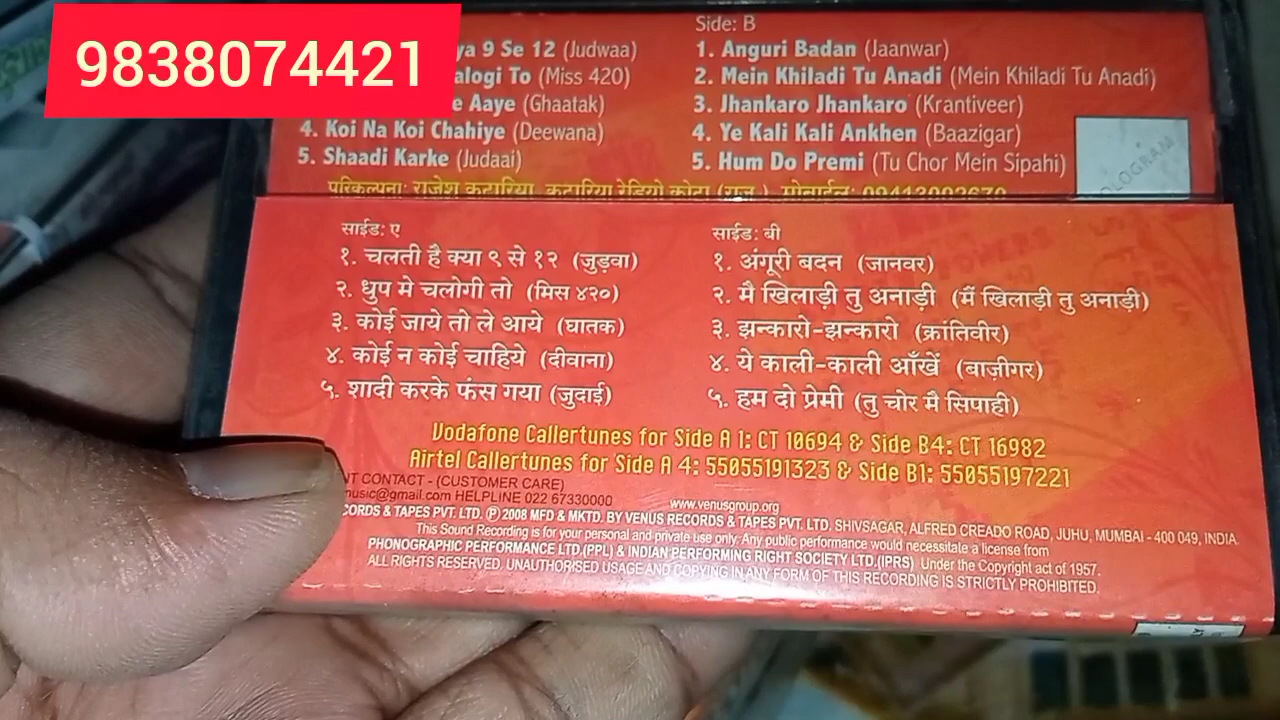 9838074421
ya 9 Se 12 (Judwaa)
alogi To (Miss 420)
e Aaye (Ghaatak)
4. Koi Na Koi Chahiye (Deewana)
5. Shaadi Karke (Judaai)
Side: B
1. Anguri Badan (Jaanwar)
2. Mein Khiladi Tu Anadi (Mein Khiladi Tu Anadi)
3. Jhankaro Jhankaro (Krantiveer)
4. Ye Kali Kali Ankhen (Baazigar)
5. Hum Do Premi (Tu Chor Mein Sipahi)
OLOGRAM
परिकल्पना: राजेश कटारिया, कटारिया रेडियो कोटा (राज.) मोबाईल:
साईड: ए
१. चलती है क्या ९ से १२ (जुड़वा)
२. धुप मे चलोगी तो (मिस ४२०)
३. कोई जाये तो ले आये (घातक)
४. कोई न कोई चाहिये (दीवाना)
५. शादी करके फंस गया (जुदाई)
साईड: बी
१. अंगूरी बदन (जानवर)
२. मै खिलाड़ी तु अनाड़ी (मैं खिलाड़ी तु अनाड़ी)
३. झन्कारो-झन्कारो (क्रांतिवीर)
४. ये काली-काली आँखें (बाज़ीगर)
५. हम दो प्रेमी (तु चोर मै सिपाही)
Vodafone Callertunes for Side A 1: CT 10694 & Side B4: CT 16982
Airtel Callertunes for Side A 4: 55055191323 & Side B1: 55055197221
NT CONTACT - (CUSTOMER CARE)
nusic@gmail.com HELPLINE 022 67330000
www.venusgroup.org
CORDS & TAPES PVT. LTD. Ⓟ 2008 MFD & MKTD. BY VENUS RECORDS & TAPES PVT. LTD. SHIVSAGAR, ALFRED CREADO ROAD, JUHU, MUMBAI - 400 049, INDIA.
This Sound Recording is for your personal and private use only. Any public performance would necessitate a license from
PHONOGRAPHIC PERFORMANCE LTD.(PPL) & INDIAN PERFORMING RIGHT SOCIETY LTD.(IPRS) Under the Copyright act of 1957.
ALL RIGHTS RESERVED. UNAUTHORISED USAGE AND COPYING IN ANY FORM OF THIS RECORDING IS STRICTLY PROHIBITED.